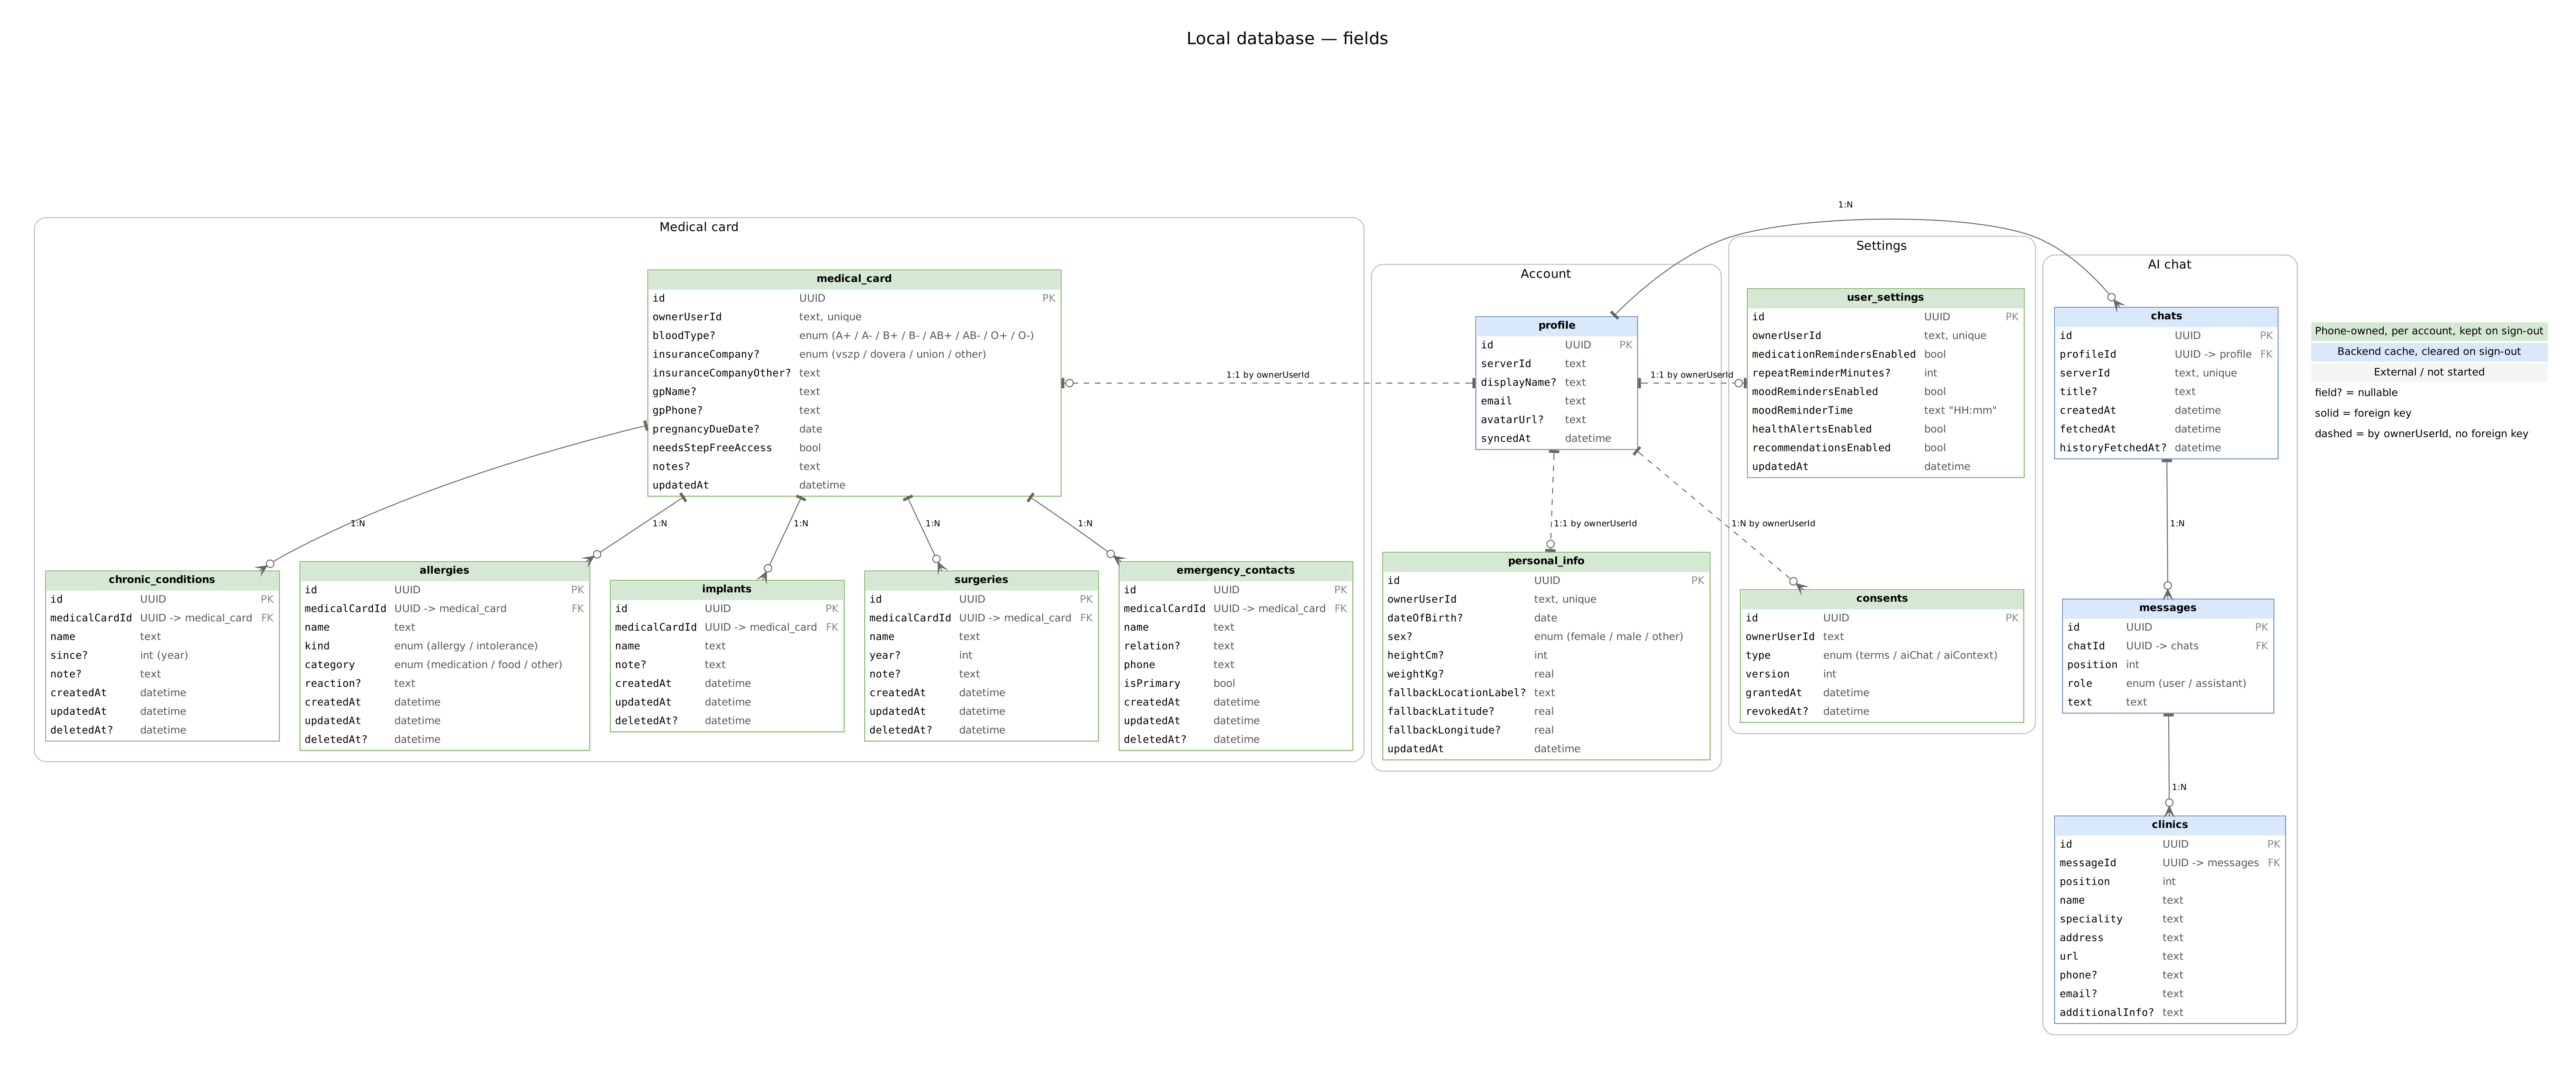 Local database — fields
Medical card
medical_card
id UUID PK
ownerUserId text, unique
bloodType? enum (A+ / A- / B+ / B- / AB+ / AB- / O+ / O-)
insuranceCompany? enum (vszp / dovera / union / other)
insuranceCompanyOther? text
gpName? text
gpPhone? text
pregnancyDueDate? date
needsStepFreeAccess bool
notes? text
updatedAt datetime
1:N
1:N
1:N
1:N
1:N
chronic_conditions
id UUID PK
medicalCardId UUID -> medical_card FK
name text
since? int (year)
note? text
createdAt datetime
updatedAt datetime
deletedAt? datetime
allergies
id UUID PK
medicalCardId UUID -> medical_card FK
name text
kind enum (allergy / intolerance)
category enum (medication / food / other)
reaction? text
createdAt datetime
updatedAt datetime
deletedAt? datetime
implants
id UUID PK
medicalCardId UUID -> medical_card FK
name text
note? text
createdAt datetime
updatedAt datetime
deletedAt? datetime
surgeries
id UUID PK
medicalCardId UUID -> medical_card FK
name text
year? int
note? text
createdAt datetime
updatedAt datetime
deletedAt? datetime
emergency_contacts
id UUID PK
medicalCardId UUID -> medical_card FK
name text
relation? text
phone text
isPrimary bool
createdAt datetime
updatedAt datetime
deletedAt? datetime
1:1 by ownerUserId
Account
profile
id UUID PK
serverId text
displayName? text
email text
avatarUrl? text
syncedAt datetime
1:1 by ownerUserId
1:1 by ownerUserId
1:N by ownerUserId
1:N
personal_info
id UUID PK
ownerUserId text, unique
dateOfBirth? date
sex? enum (female / male / other)
heightCm? int
weightKg? real
fallbackLocationLabel? text
fallbackLatitude? real
fallbackLongitude? real
updatedAt datetime
Settings
user_settings
id UUID PK
ownerUserId text, unique
medicationRemindersEnabled bool
repeatReminderMinutes? int
moodRemindersEnabled bool
moodReminderTime text "HH:mm"
healthAlertsEnabled bool
recommendationsEnabled bool
updatedAt datetime
consents
id UUID PK
ownerUserId text
type enum (terms / aiChat / aiContext)
version int
grantedAt datetime
revokedAt? datetime
AI chat
chats
id UUID PK
profileId UUID -> profile FK
serverId text, unique
title? text
createdAt datetime
fetchedAt datetime
historyFetchedAt? datetime
1:N
messages
id UUID PK
chatId UUID -> chats FK
position int
role enum (user / assistant)
text text
1:N
clinics
id UUID PK
messageId UUID -> messages FK
position int
name text
speciality text
address text
url text
phone? text
email? text
additionalInfo? text
Phone-owned, per account, kept on sign-out
Backend cache, cleared on sign-out
External / not started
field? = nullable
solid = foreign key
dashed = by ownerUserId, no foreign key